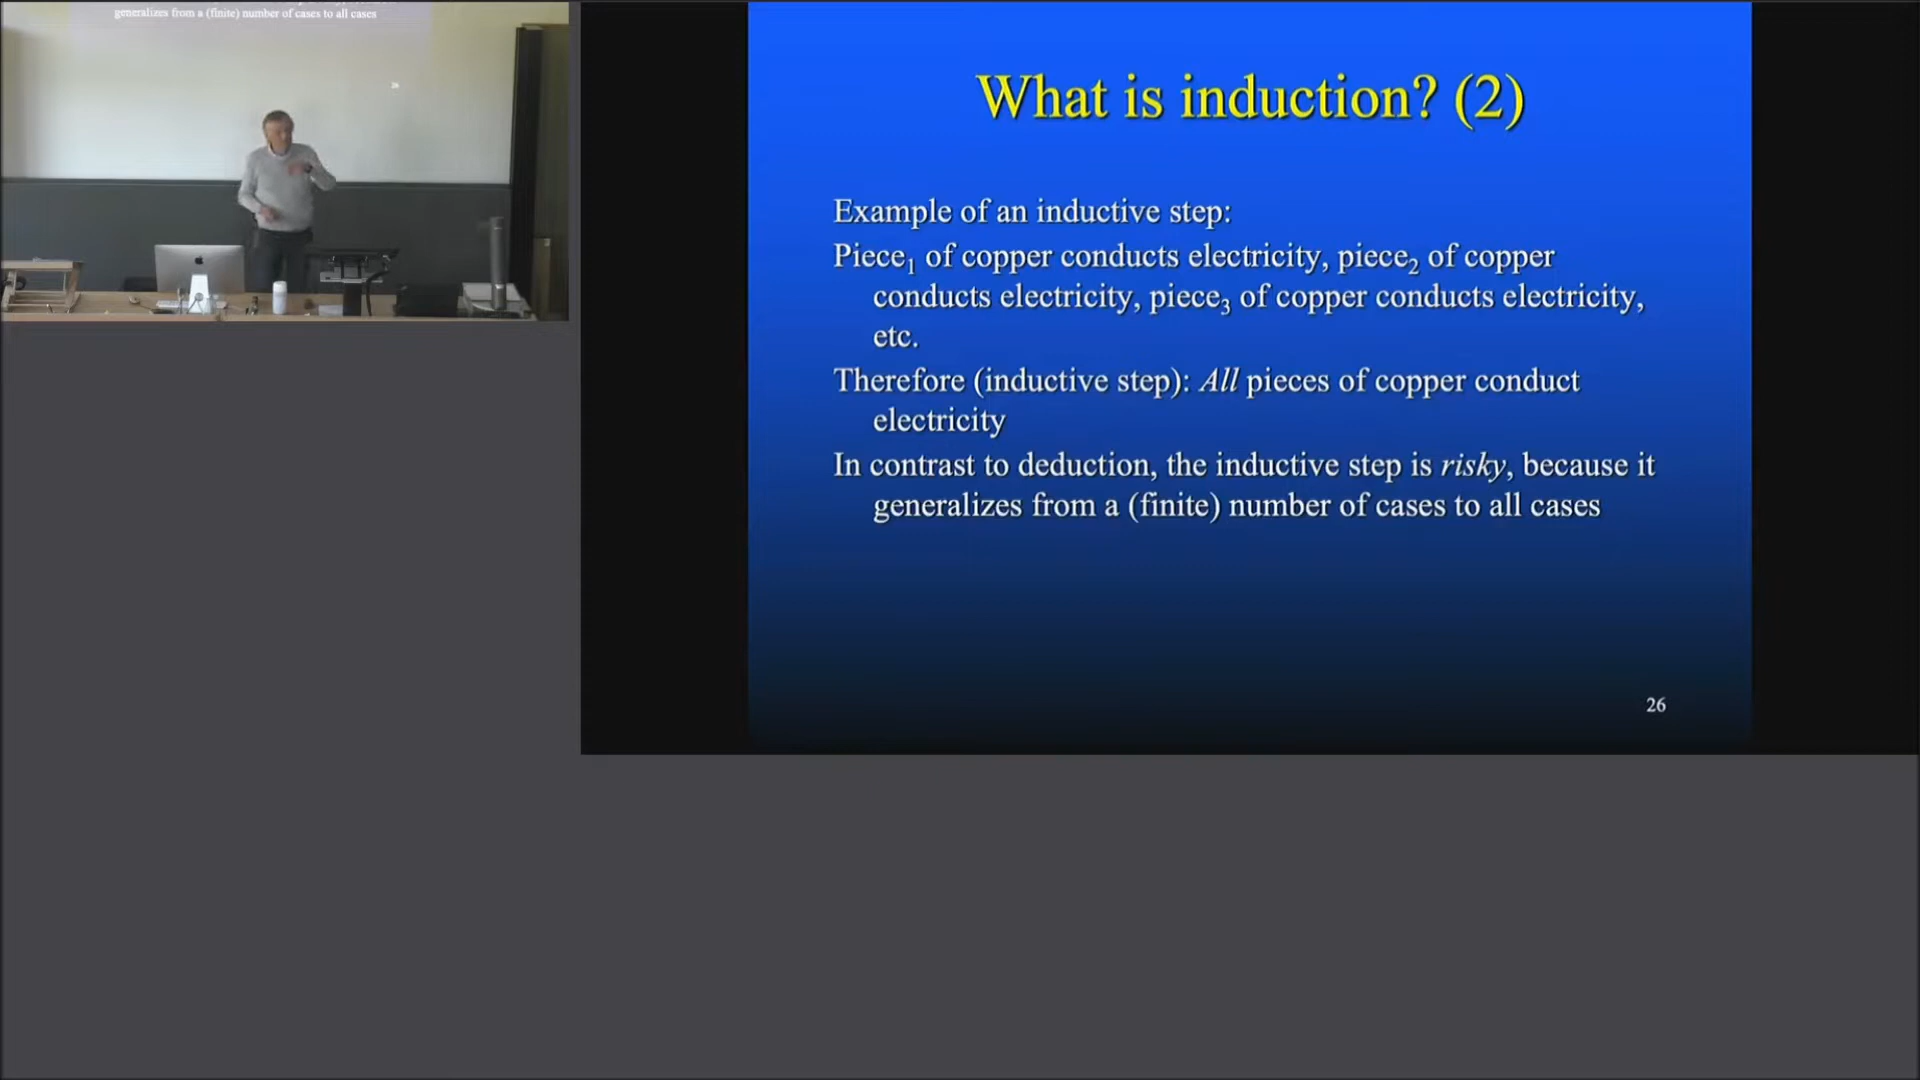 generalizes from a (finite) number of cases to all cases
26
What is induction? (2)
Example of an inductive step:
Piece₁ of copper conducts electricity, piece₂ of copper
conducts electricity, piece₃ of copper conducts electricity,
etc.
Therefore (inductive step): All pieces of copper conduct
electricity
In contrast to deduction, the inductive step is risky, because it
generalizes from a (finite) number of cases to all cases
26